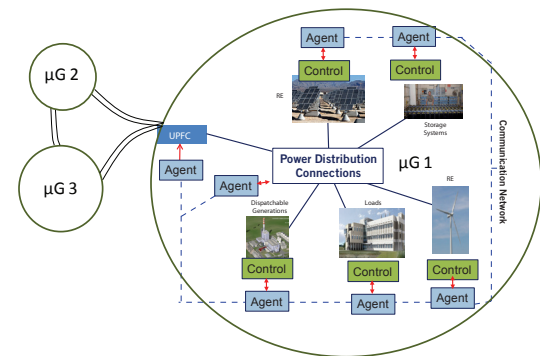 Agent
Agent
Control
Control
RE
Storage
Systems
μG 2
UPFC
Power Distribution
Connections
μG 1
Communication Network
μG 3
Agent
Agent
RE
Dispatchable
Generations
Loads
Control
Control
Control
Agent
Agent
Agent